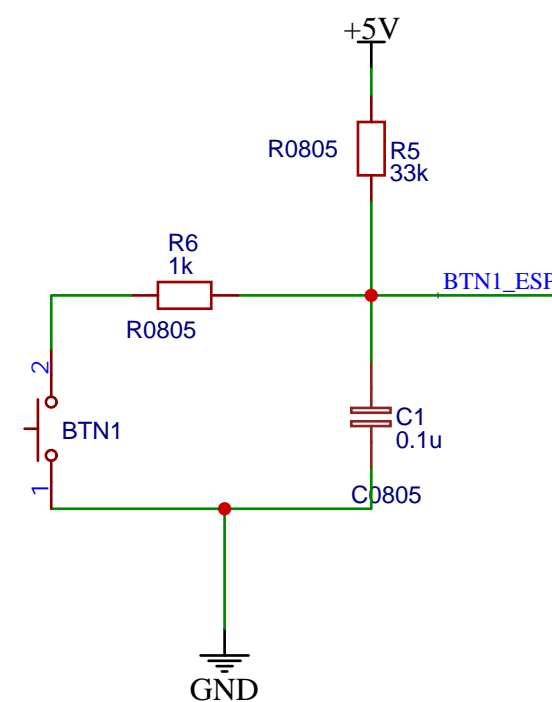 +5V
R0805
R5
33k
R6
1k
BTN1_ESP
R0805
2
BTN1
C1
0.1u
1
C0805
GND